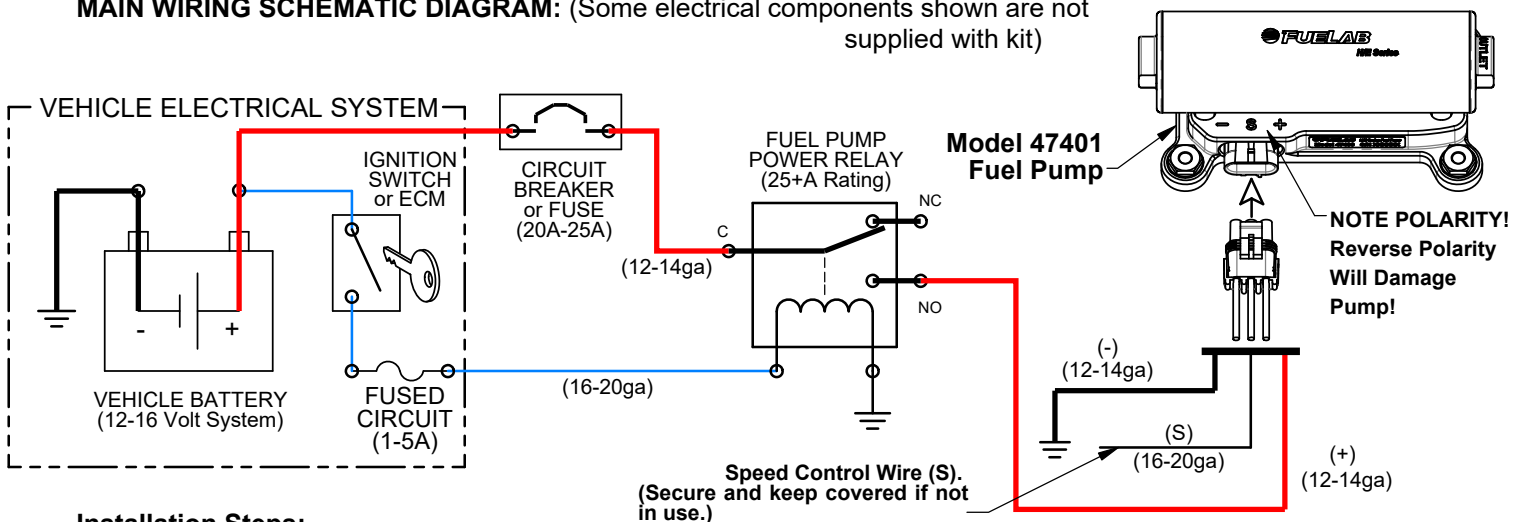 MAIN WIRING SCHEMATIC DIAGRAM: (Some electrical components shown are not
supplied with kit)
FUELAB
OUTLET
VEHICLE ELECTRICAL SYSTEM
IGNITION
SWITCH
or ECM
CIRCUIT
BREAKER
or FUSE
(20A-25A)
FUEL PUMP
POWER RELAY
(25+A Rating)
Model 47401
Fuel Pump
- S +
NC
C
(12-14ga)
NO
NOTE POLARITY!
Reverse Polarity
Will Damage
Pump!
- +
VEHICLE BATTERY
(12-16 Volt System)
FUSED
CIRCUIT
(1-5A)
(16-20ga)
(-)
(12-14ga)
(S)
(16-20ga)
(+)
(12-14ga)
Speed Control Wire (S).
(Secure and keep covered if not
in use.)
Installation Steps: